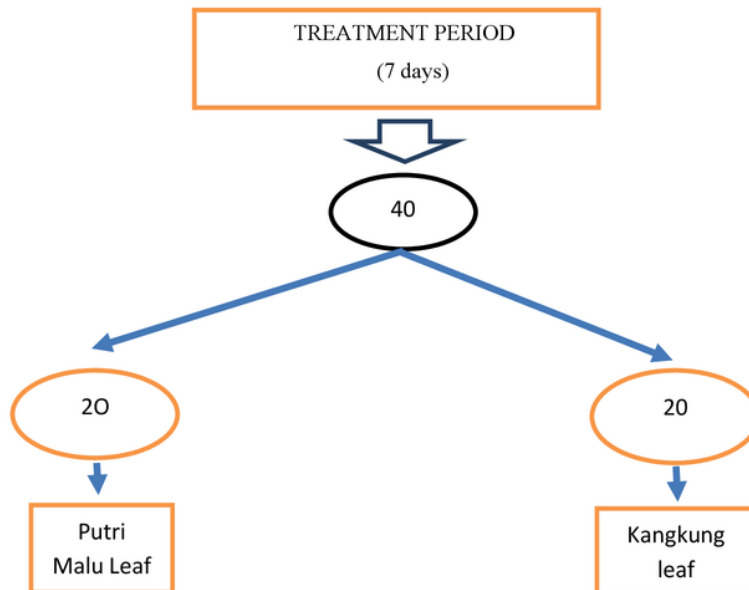 TREATMENT PERIOD
(7 days)
40
2O
20
Putri
Malu Leaf
Kangkung
leaf